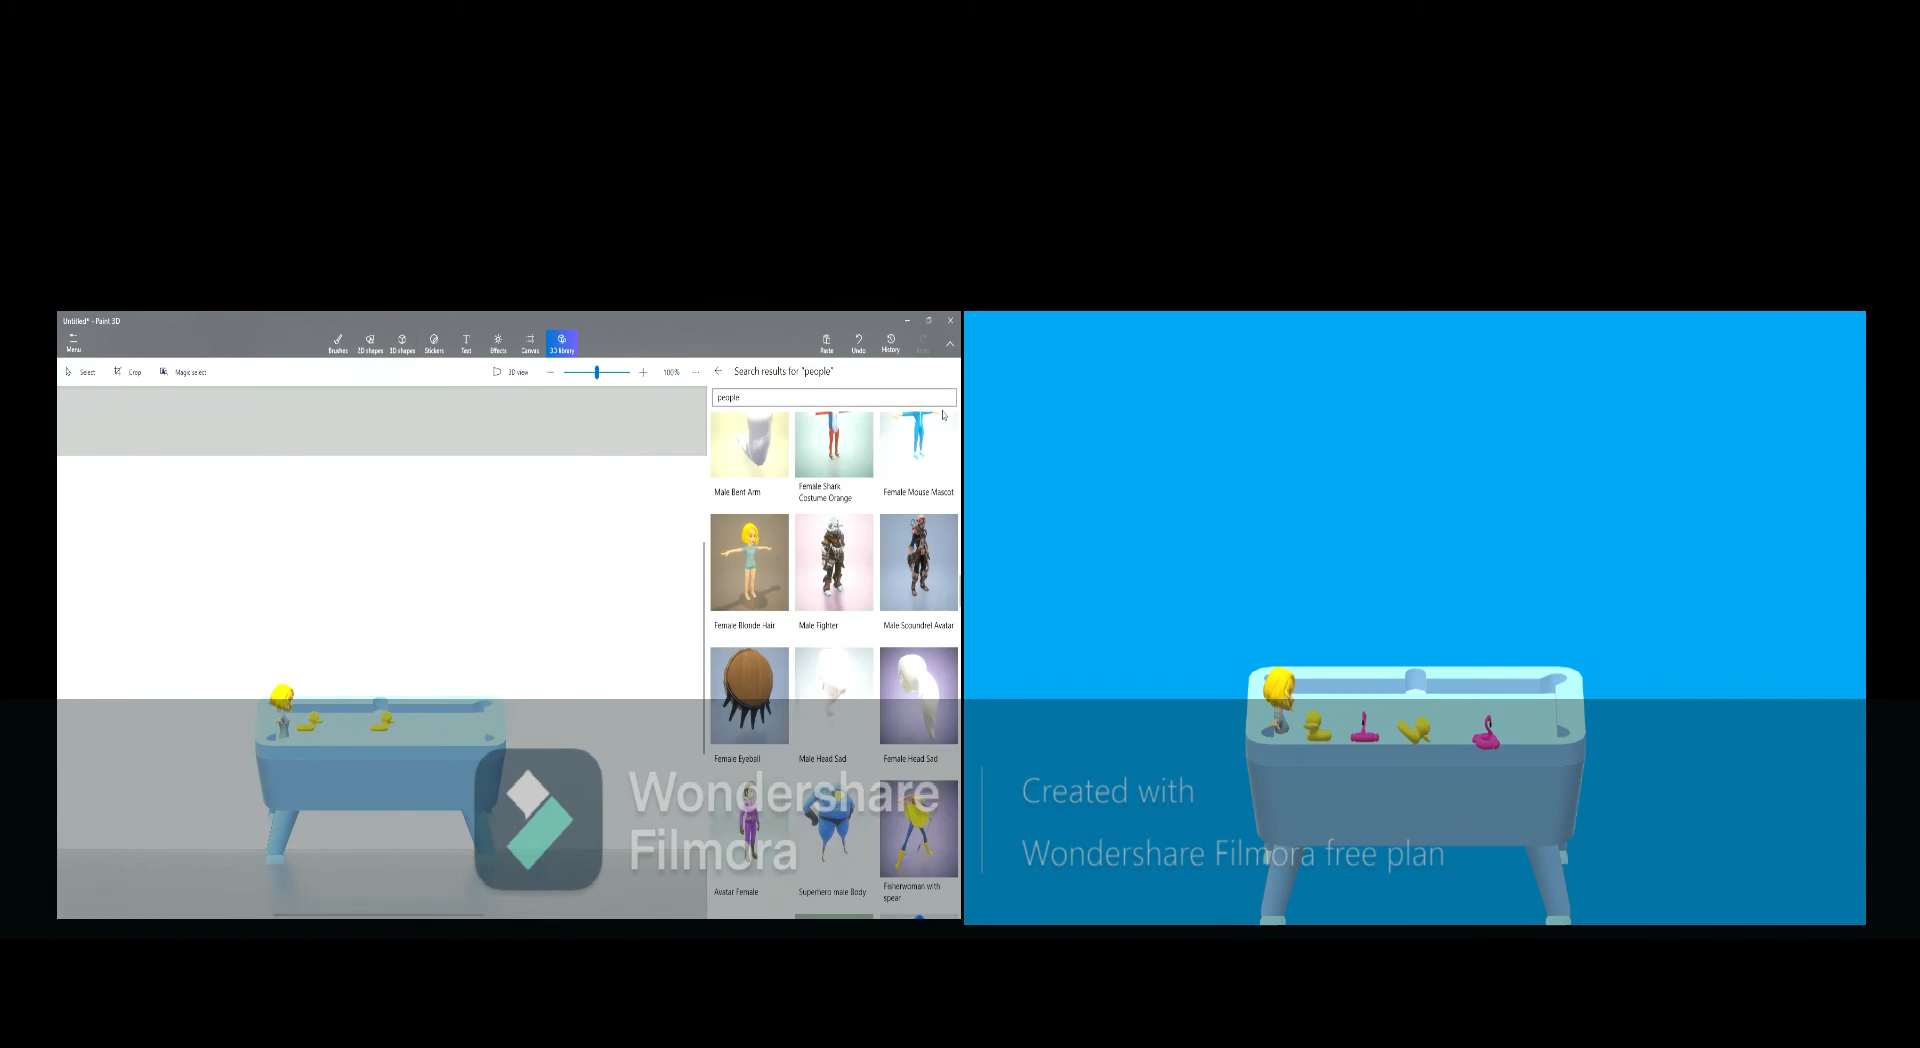 Untitled* - Paint 3D
Menu
Brushes
2D shapes
3D shapes
Stickers
Text
Effects
Canvas
3D library
Paste
Undo
History
Select
Crop
Magic select
3D view
100%
Search results for "people"
people
Male Bent Arm
Female Shark
Costume Orange
Female Mouse Mascot
Female Blonde Hair
Male Fighter
Male Scoundrel Avatar
Female Eyeball
Male Head Sad
Female Head Sad
Avatar Female
Superhero male Body
Fisherwoman with
spear
Wondershare
Filmora
Created with
Wondershare Filmora free plan